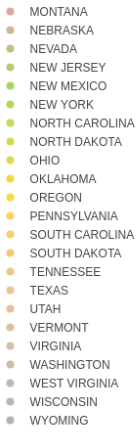 MONTANA
NEBRASKA
NEVADA
NEW JERSEY
NEW MEXICO
NEW YORK
NORTH CAROLINA
NORTH DAKOTA
OHIO
OKLAHOMA
OREGON
PENNSYLVANIA
SOUTH CAROLINA
SOUTH DAKOTA
TENNESSEE
TEXAS
UTAH
VERMONT
VIRGINIA
WASHINGTON
WEST VIRGINIA
WISCONSIN
WYOMING